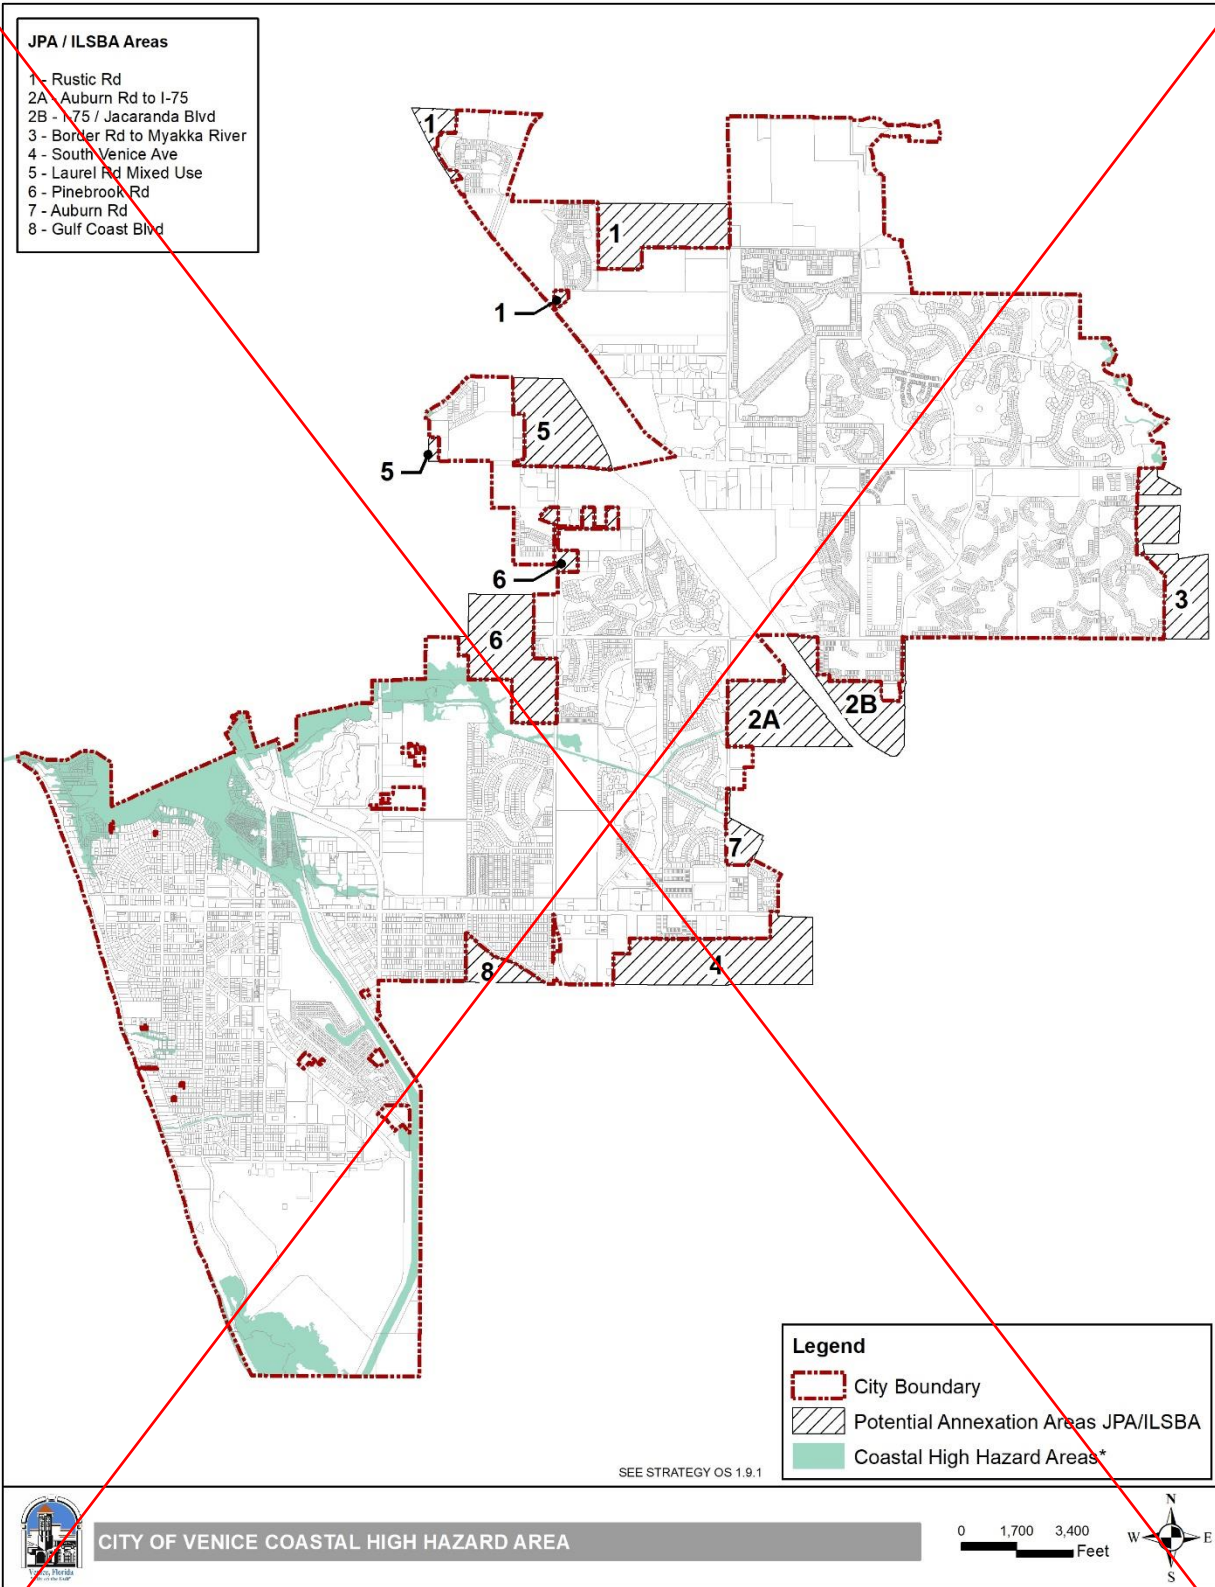 JPA / ILSBA Areas
1 - Rustic Rd
2A - Auburn Rd to I-75
2B - I-75 / Jacaranda Blvd
3 - Border Rd to Myakka River
4 - South Venice Ave
5 - Laurel Rd Mixed Use
6 - Pinebrook Rd
7 - Auburn Rd
8 - Gulf Coast Blvd
1
1
1
5
5
6
3
6
2B
2A
7
4
8
Legend
City Boundary
Potential Annexation Areas JPA/ILSBA
Coastal High Hazard Areas*
SEE STRATEGY OS 1.9.1
Venice, Florida
CITY OF VENICE COASTAL HIGH HAZARD AREA
0 1,700 3,400
Feet
N
W E
S